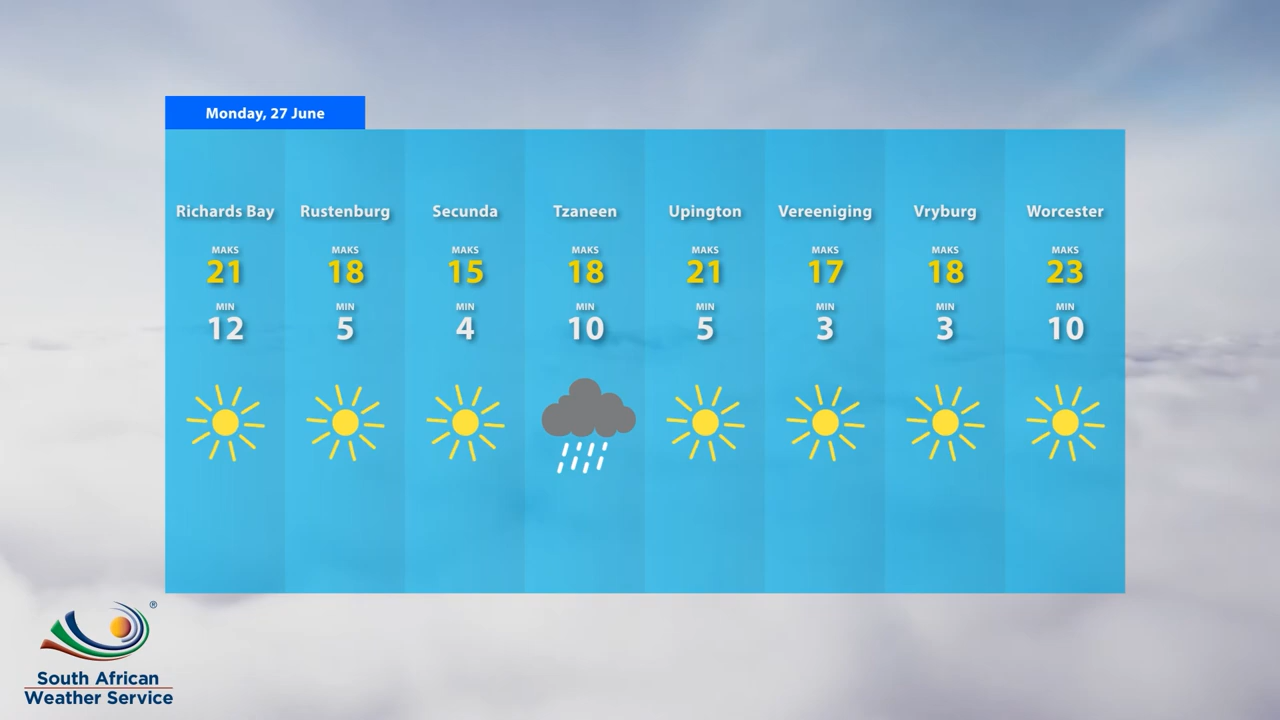 Monday, 27 June
Richards Bay Rustenburg Secunda Tzaneen Upington Vereeniging Vryburg Worcester
MAKS MAKS MAKS MAKS MAKS MAKS MAKS MAKS
21 18 15 18 21 17 18 23
MIN MIN MIN MIN MIN MIN MIN MIN
12 5 4 10 5 3 3 10
®
South African
Weather Service